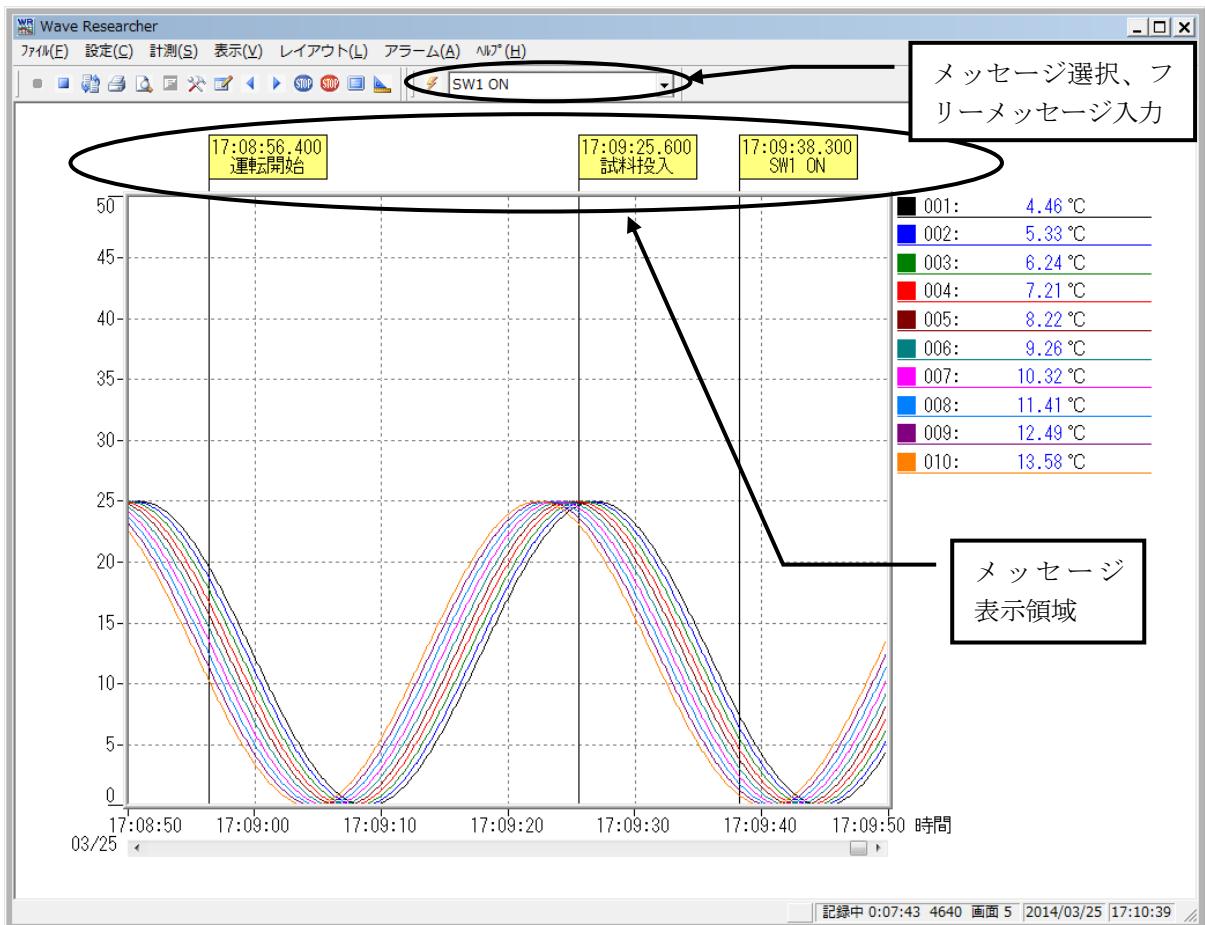 Wave Researcher
ﾌｧｲﾙ(F) 設定(C) 計測(S) 表示(V) レイアウト(L) アラーム(A) ﾍﾙﾌﾟ(H)
STOP STOP SW1 ON
メッセージ選択、フ
リーメッセージ入力
17:08:56.400 17:09:25.600 17:09:38.300
運転開始 試料投入 SW1 ON
50
45
40
35
30
25
20
15
10
5
0
001: 4.46 ℃
002: 5.33 ℃
003: 6.24 ℃
004: 7.21 ℃
005: 8.22 ℃
006: 9.26 ℃
007: 10.32 ℃
008: 11.41 ℃
009: 12.49 ℃
010: 13.58 ℃
メッセージ
表示領域
17:08:50 17:09:00 17:09:10 17:09:20 17:09:30 17:09:40 17:09:50 時間
03/25
記録中 0:07:43 4640 画面 5 2014/03/25 17:10:39